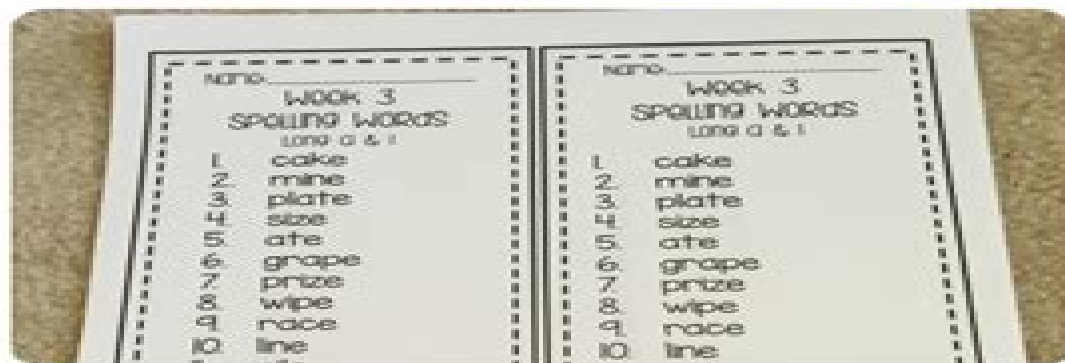 Name
Week 3
Spelling Words
Long a & i
1. cake
2. mine
3. plate
4. size
5. ate
6. grape
7. prize
8. wipe
9. race
10. line
Name
Week 3
Spelling Words
Long a & i
1. cake
2. mine
3. plate
4. size
5. ate
6. grape
7. prize
8. wipe
9. race
10. line